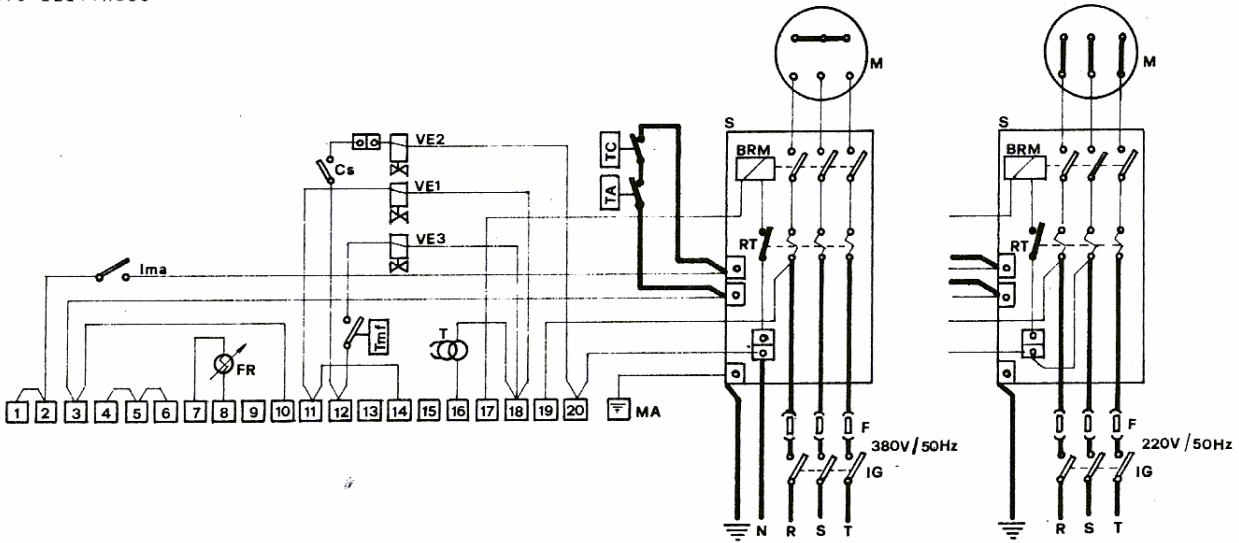 M
M
S
S
VE2
BRM
BRM
Cs
TC
VE1
TA
VE3
RT
RT
Ima
Tmf
T
FR
1 2 3 4 5 6 7 8 9 10 11 12 13 14 15 16 17 18 19 20 MA
F
F
380V/50Hz
220V/50Hz
IG
IG
N R S T
R S T